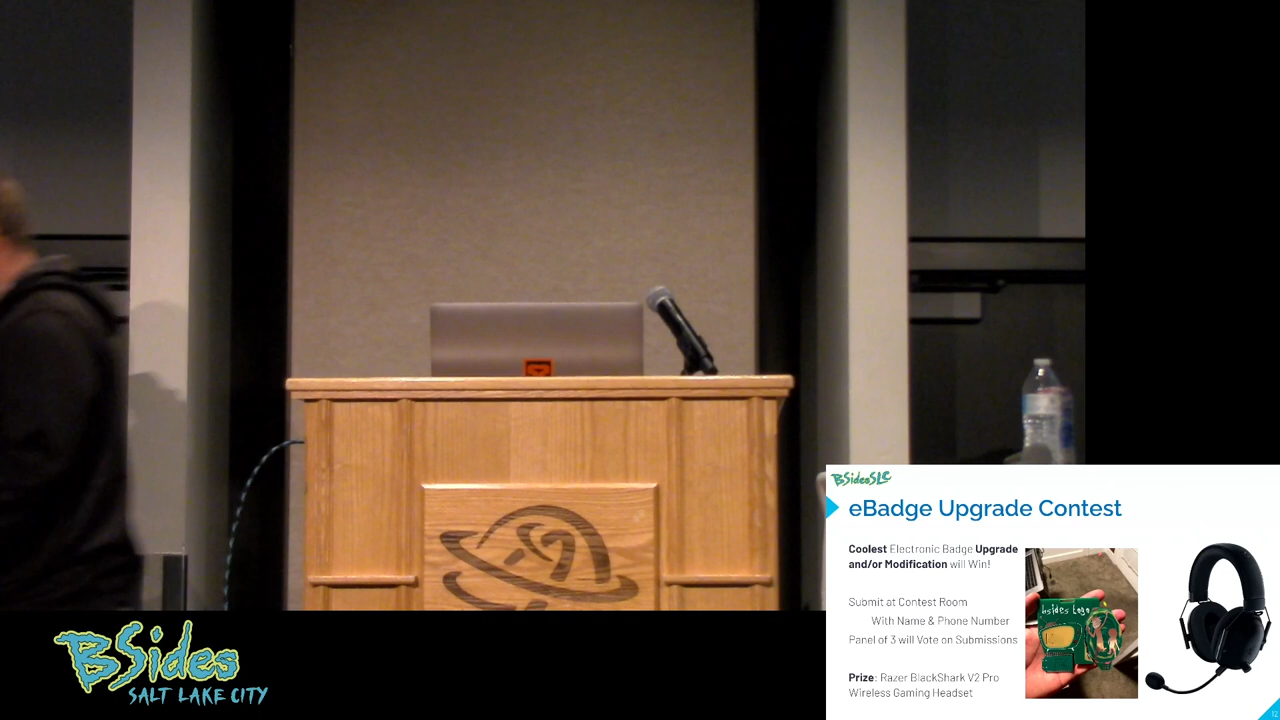 BSidesSLC
eBadge Upgrade Contest
Coolest Electronic Badge Upgrade
and/or Modification will Win!
Submit at Contest Room
With Name & Phone Number
Panel of 3 will Vote on Submissions
Prize: Razer BlackShark V2 Pro
Wireless Gaming Headset
bsides Logo
12
BSides
SALT LAKE CITY